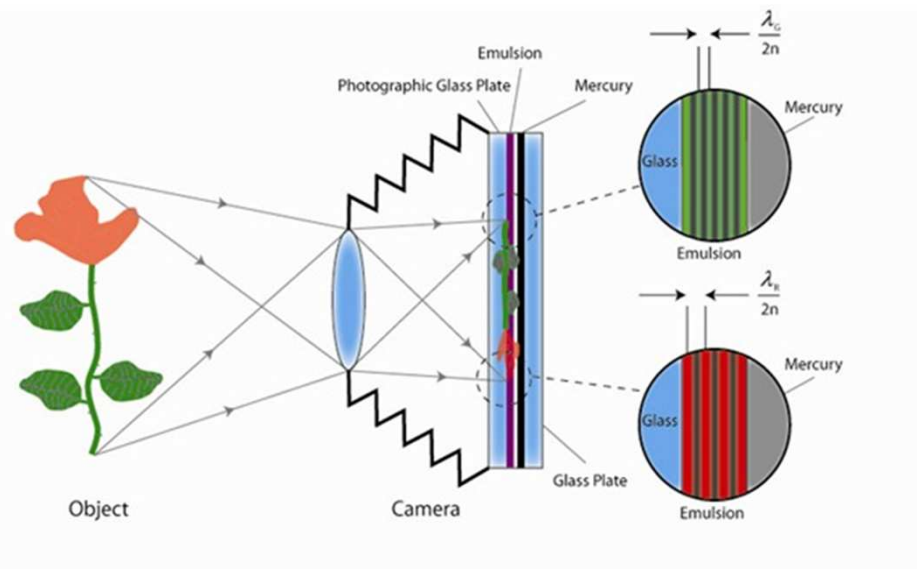 Emulsion
Photographic Glass Plate
Mercury
λG
2n
Mercury
Glass
Emulsion
λR
2n
Mercury
Glass
Emulsion
Glass Plate
Object
Camera